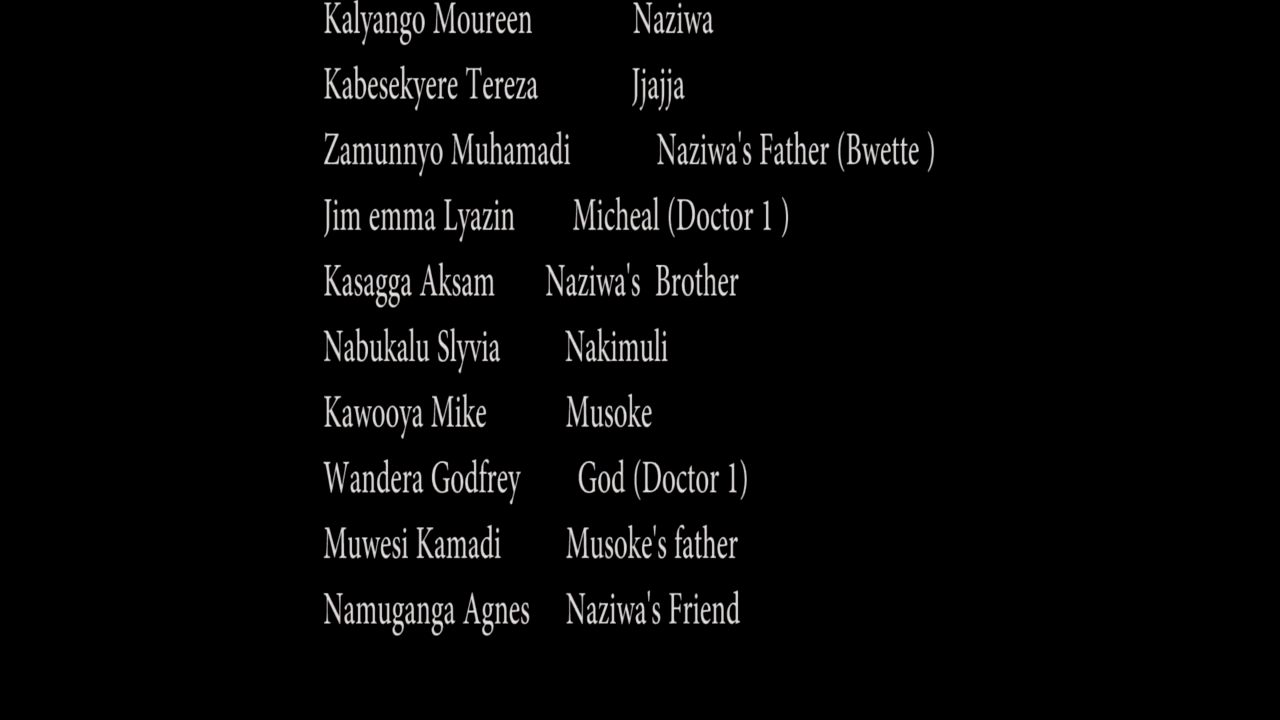 Kalyango Moureen Naziwa
Kabesekyere Tereza Jjajja
Zamunnyo Muhamadi Naziwa's Father (Bwette )
Jim emma Lyazin Micheal (Doctor 1 )
Kasagga Aksam Naziwa's Brother
Nabukalu Slyvia Nakimuli
Kawooya Mike Musoke
Wandera Godfrey God (Doctor 1)
Muwesi Kamadi Musoke's father
Namuganga Agnes Naziwa's Friend